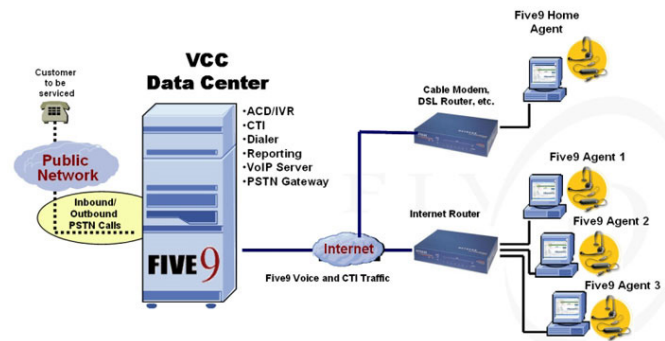 Five9 Home
Agent
VCC
Data Center
Customer
to be
serviced
Cable Modem,
DSL Router, etc.
•ACD/IVR
•CTI
•Dialer
•Reporting
•VoIP Server
•PSTN Gateway
Public
Network
Five9 Agent 1
Inbound/
Outbound
PSTN Calls
Internet Router
Five9 Agent 2
Internet
FIVE9
Five9 Voice and CTI Traffic
Five9 Agent 3